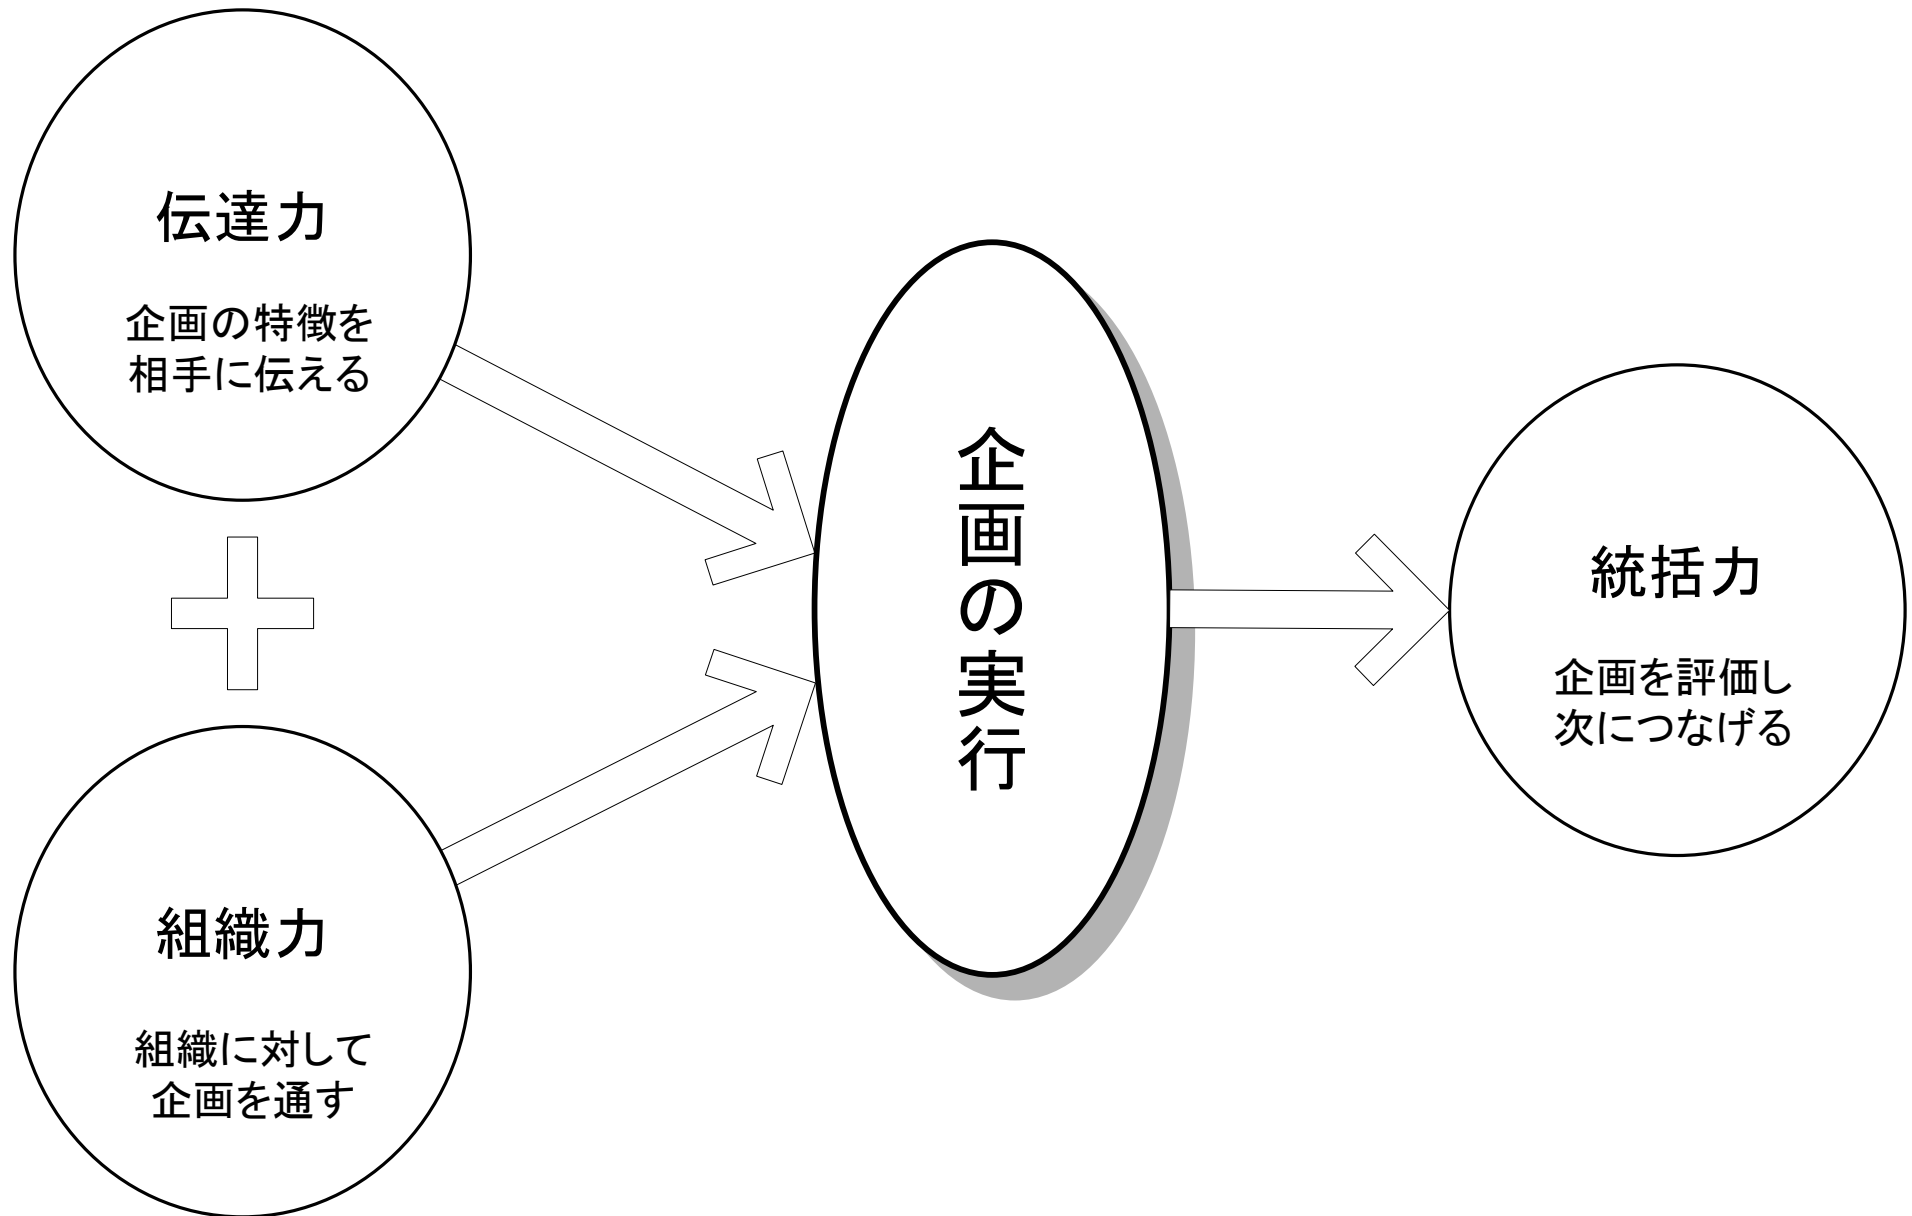 伝達力
企画の特徴を
相手に伝える
組織力
組織に対して
企画を通す
企画の実行
統括力
企画を評価し
次につなげる